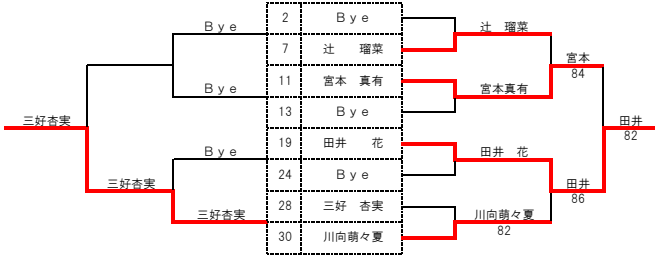 2 Ｂｙｅ
Ｂｙｅ
辻 瑠菜
7 辻 瑠菜
宮本
11 宮本 真有
84
Ｂｙｅ
宮本真有
13 Ｂｙｅ
三好杏実
田井
82
19 田井 花
Ｂｙｅ
田井 花
24 Ｂｙｅ
三好杏実
田井
86
28 三好 杏実
三好杏実
川向萌々夏
82
30 川向萌々夏